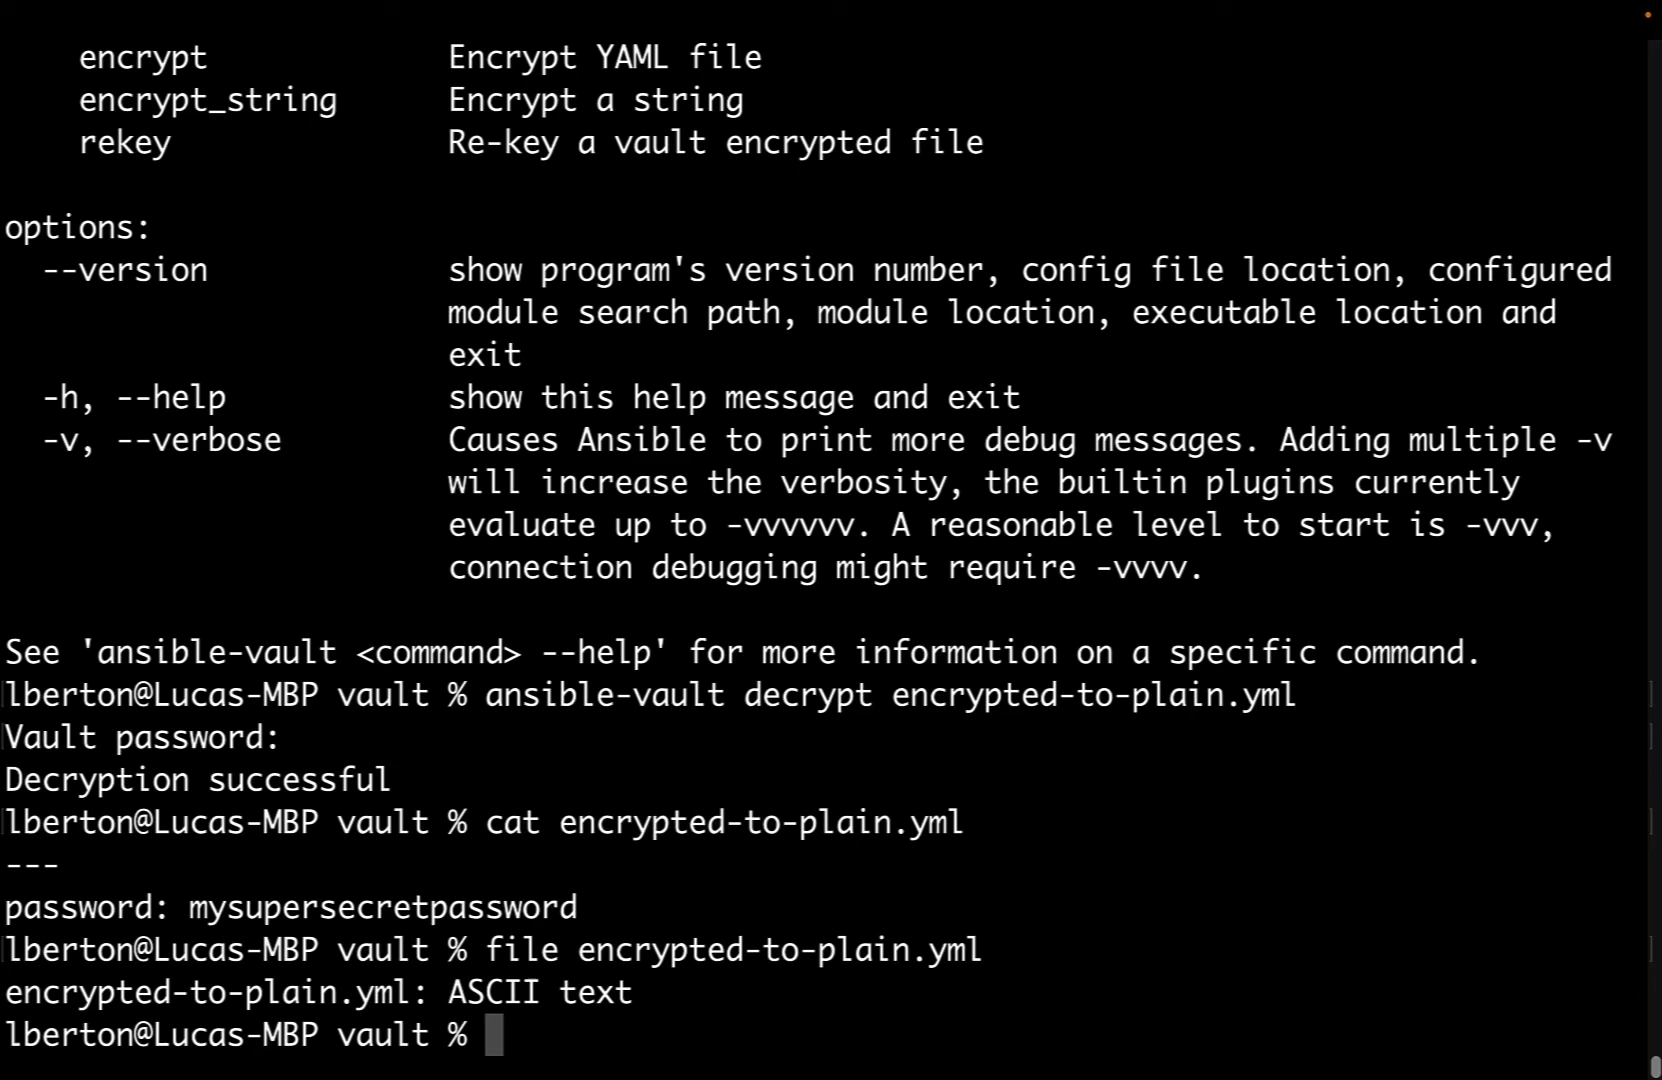 encrypt Encrypt YAML file
encrypt_string Encrypt a string
rekey Re-key a vault encrypted file
options:
--version show program's version number, config file location, configured
module search path, module location, executable location and
exit
-h, --help show this help message and exit
-v, --verbose Causes Ansible to print more debug messages. Adding multiple -v
will increase the verbosity, the builtin plugins currently
evaluate up to -vvvvvv. A reasonable level to start is -vvv,
connection debugging might require -vvvv.
See 'ansible-vault <command> --help' for more information on a specific command.
lberton@Lucas-MBP vault % ansible-vault decrypt encrypted-to-plain.yml
Vault password:
Decryption successful
lberton@Lucas-MBP vault % cat encrypted-to-plain.yml
---
password: mysupersecretpassword
lberton@Lucas-MBP vault % file encrypted-to-plain.yml
encrypted-to-plain.yml: ASCII text
lberton@Lucas-MBP vault %